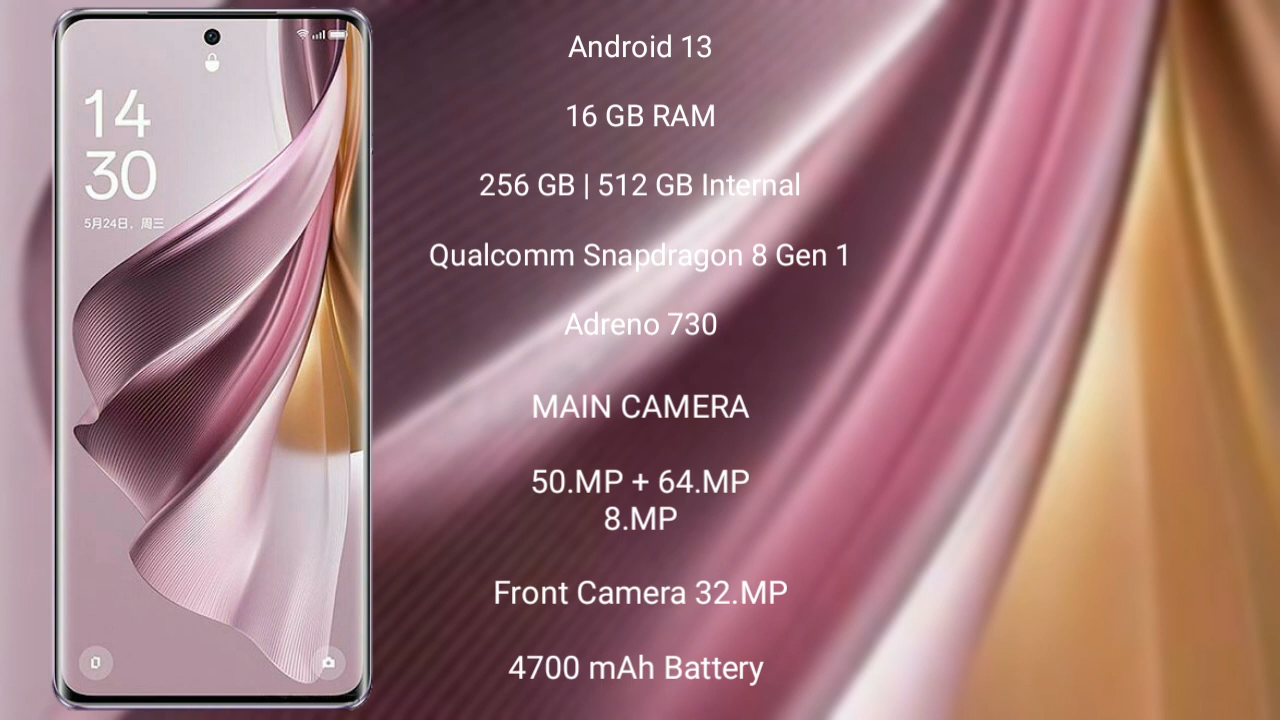 14
30
5月24日，周三
Android 13
16 GB RAM
256 GB | 512 GB Internal
Qualcomm Snapdragon 8 Gen 1
Adreno 730
MAIN CAMERA
50.MP + 64.MP
8.MP
Front Camera 32.MP
4700 mAh Battery